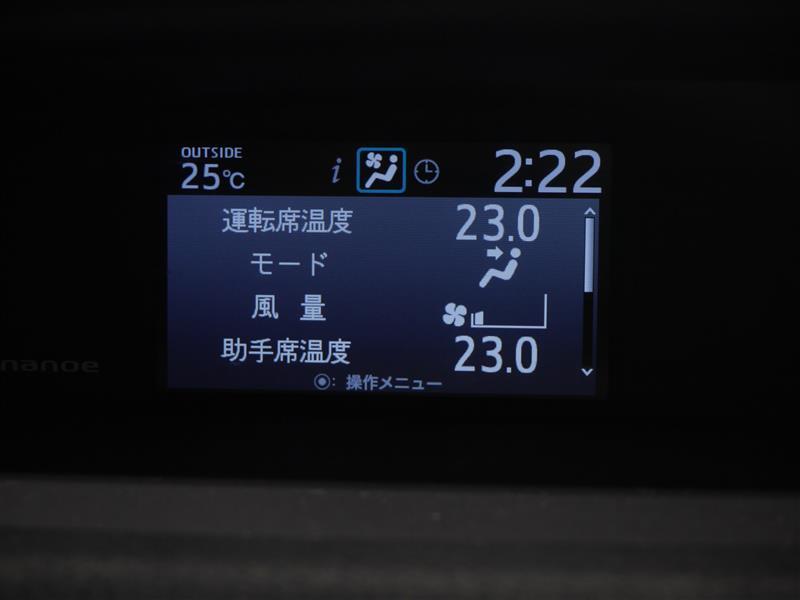 OUTSIDE
25℃
i
2:22
運転席温度 23.0
モード
風量
助手席温度 23.0
nanoe
◉: 操作メニュー